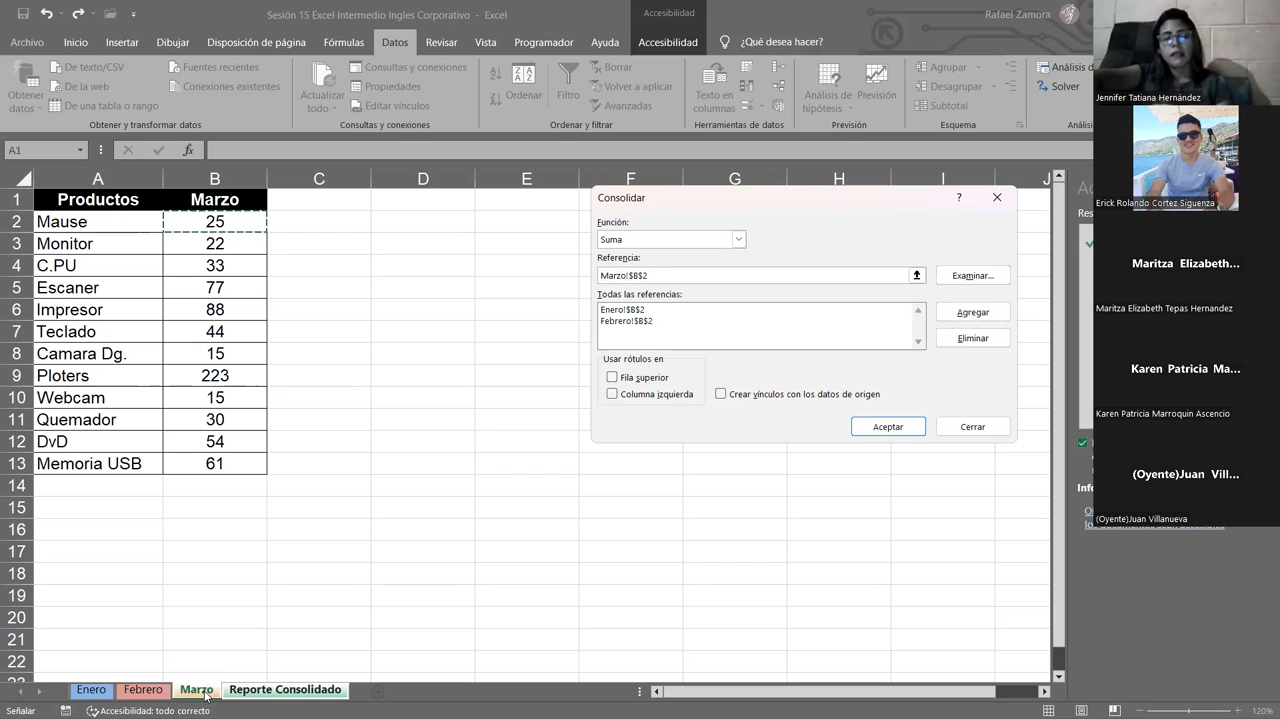 Sesión 15 Excel Intermedio Ingles Corporativo - Excel
Accesibilidad
Rafael Zamora
Archivo Inicio Insertar Dibujar Disposición de página Fórmulas Datos Revisar Vista Programador Ayuda Accesibilidad ¿Qué desea hacer?
Obtener datos
De texto/CSV
De la web
De una tabla o rango
Fuentes recientes
Conexiones existentes
Obtener y transformar datos
Actualizar todo
Consultas y conexiones
Propiedades
Editar vínculos
Consultas y conexiones
Ordenar
Filtro
Borrar
Volver a aplicar
Avanzadas
Ordenar y filtrar
Texto en columnas
Herramientas de datos
Análisis de hipótesis
Previsión
Previsión
Agrupar
Desagrupar
Subtotal
Esquema
Análisis d
Solver
Análisi
A1
fx
A B C D E F G H I J
1 Productos Marzo
2 Mause 25
3 Monitor 22
4 C.PU 33
5 Escaner 77
6 Impresor 88
7 Teclado 44
8 Camara Dg. 15
9 Ploters 223
10 Webcam 15
11 Quemador 30
12 DvD 54
13 Memoria USB 61
14
15
16
17
18
19
20
21
22
Consolidar
?
Función:
Suma
Referencia:
Marzo!$B$2
Examinar...
Todas las referencias:
Enero!$B$2
Febrero!$B$2
Agregar
Eliminar
Usar rótulos en
Fila superior
Columna izquierda
Crear vínculos con los datos de origen
Aceptar
Cerrar
Jennifer Tatiana Hernández
Erick Rolando Cortez Siguenza
Maritza Elizabeth...
Maritza Elizabeth Tepas Hernandez
Karen Patricia Ma...
Karen Patricia Marroquin Ascencio
(Oyente)Juan Vill...
(Oyente)Juan Villanueva
Enero Febrero Marzo Reporte Consolidado
Señalar
Accesibilidad: todo correcto
120%